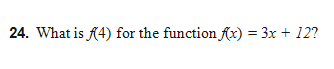 24. What is f(4) for the function f(x) = 3x + 12?